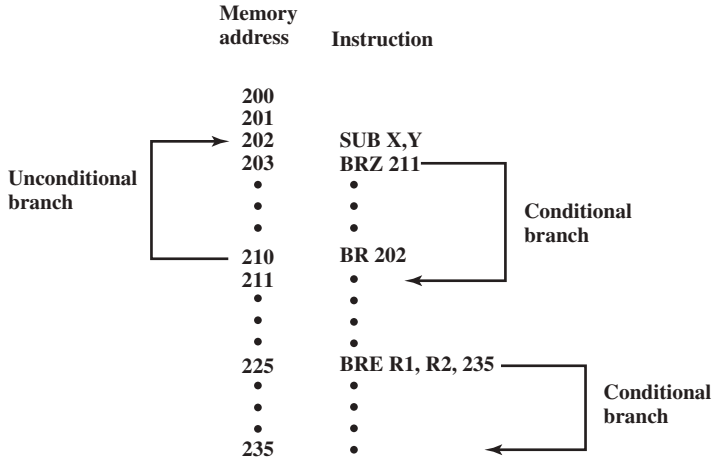 Memory
address
Instruction
200
201
202 SUB X,Y
203 BRZ 211
Unconditional
branch
Conditional
branch
210 BR 202
211
225 BRE R1, R2, 235
Conditional
branch
235